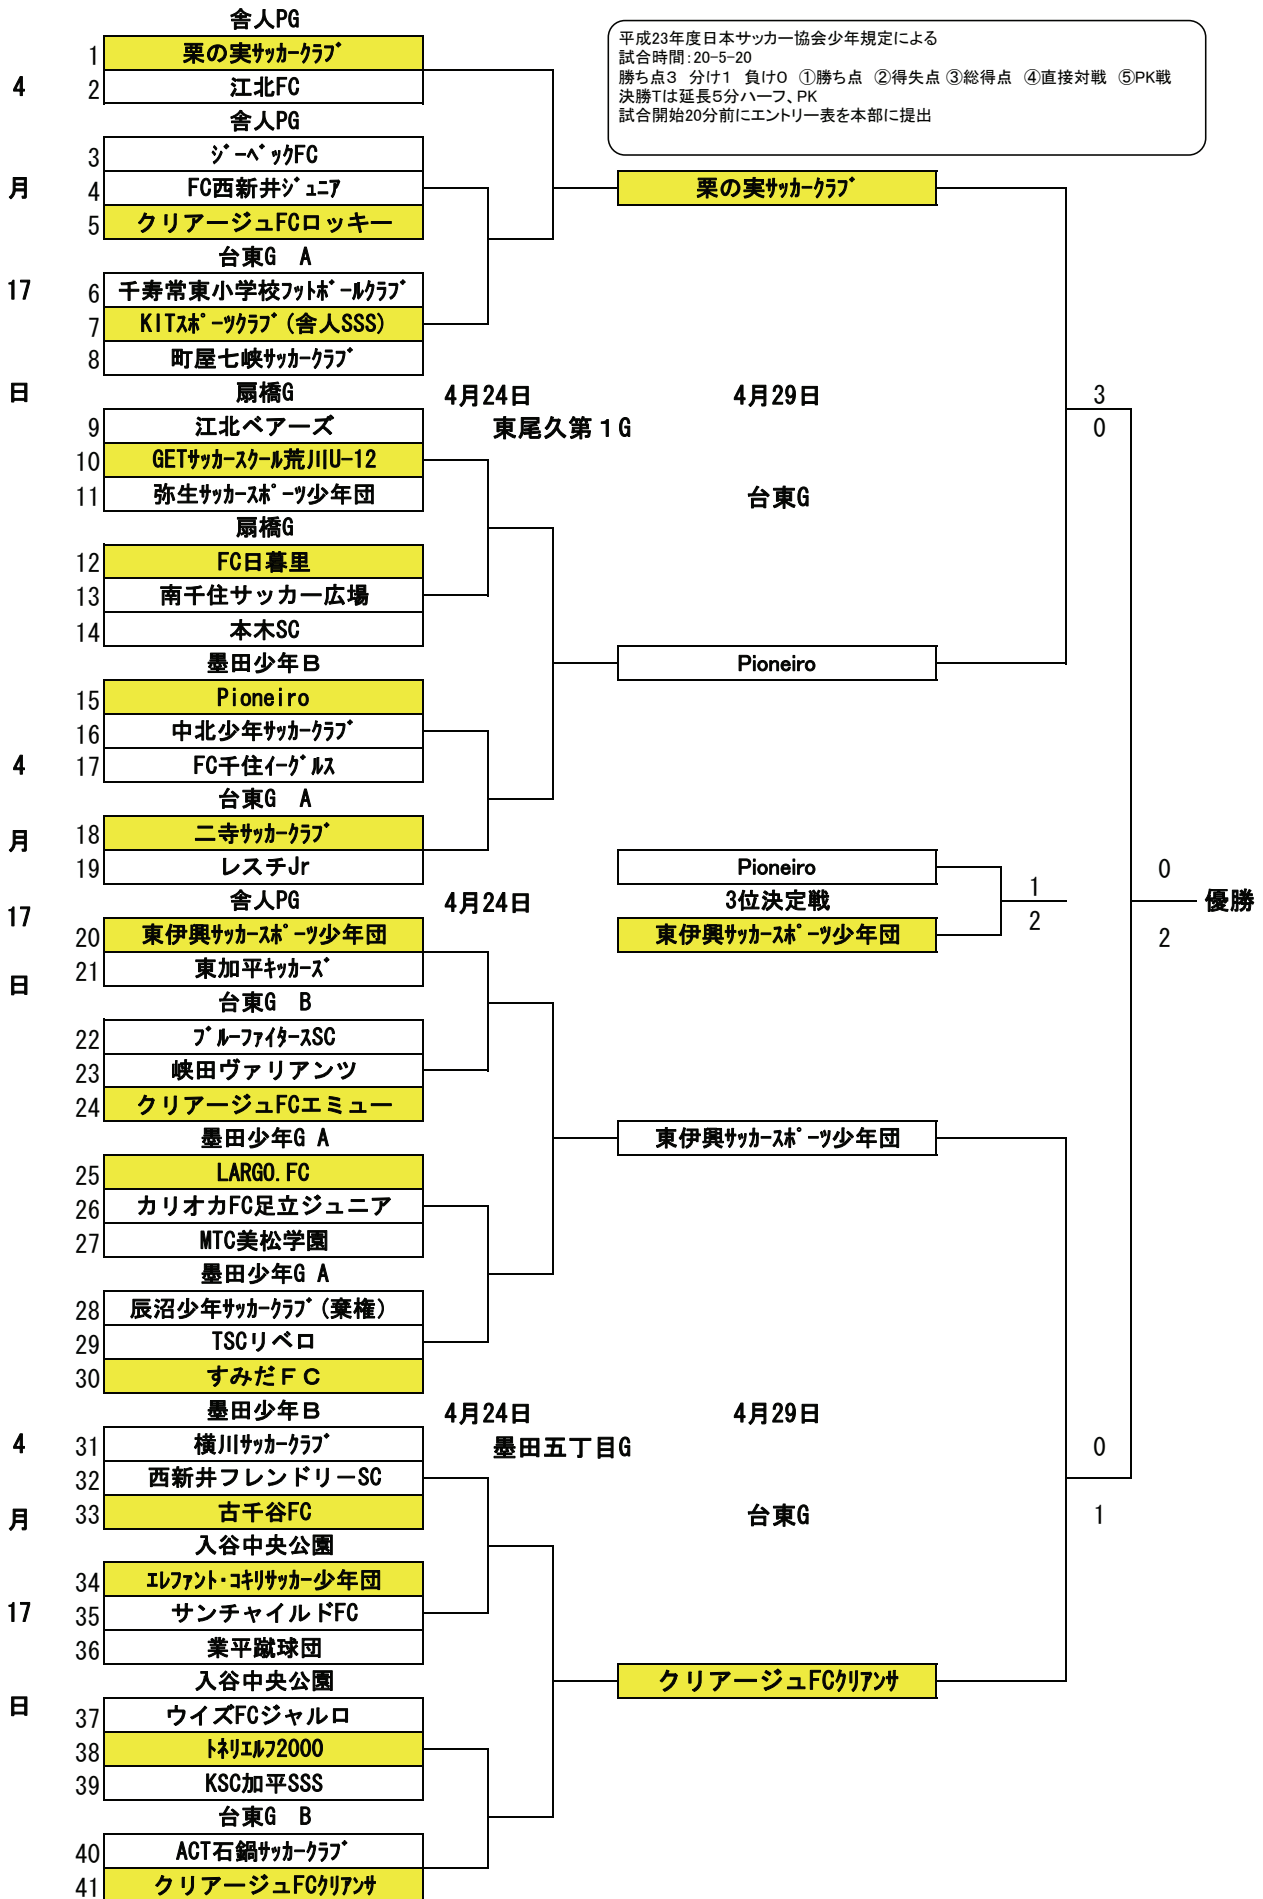 舎人PG
1 栗の実ｻｯｶｰｸﾗﾌﾞ
2 江北FC
舎人PG
3 ｼﾞｰﾍﾞｯｸFC
4 FC西新井ｼﾞｭﾆｱ
5 クリアージュFCロッキー
台東G A
6 千寿常東小学校ﾌｯﾄﾎﾞｰﾙｸﾗﾌﾞ
7 KITｽﾎﾟｰﾂｸﾗﾌﾞ(舎人SSS)
8 町屋七峡ｻｯｶｰｸﾗﾌﾞ
扇橋G
9 江北ベアーズ
10 GETｻｯｶｰｽｸｰﾙ荒川U-12
11 弥生ｻｯｶｰｽﾎﾟｰﾂ少年団
扇橋G
12 FC日暮里
13 南千住サッカー広場
14 本木SC
墨田少年Ｂ
15 Pioneiro
16 中北少年ｻｯｶｰｸﾗﾌﾞ
17 FC千住ｲｰｸﾞﾙｽ
台東G A
18 二寺ｻｯｶｰｸﾗﾌﾞ
19 レスチJr
舎人PG
20 東伊興ｻｯｶｰｽﾎﾟｰﾂ少年団
21 東加平ｷｯｶｰｽﾞ
台東G B
22 ﾌﾞﾙｰﾌｧｲﾀｰｽSC
23 峡田ヴァリアンツ
24 クリアージュFCエミュー
墨田少年G A
25 LARGO.FC
26 カリオカFC足立ジュニア
27 MTC美松学園
墨田少年G A
28 辰沼少年ｻｯｶｰｸﾗﾌﾞ(棄権)
29 TSCリベロ
30 すみだＦＣ
墨田少年Ｂ
31 横川ｻｯｶｰｸﾗﾌﾞ
32 西新井フレンドリーSC
33 古千谷FC
入谷中央公園
34 ｴﾚﾌｧﾝﾄ・ｺｷﾘｻｯｶｰ少年団
35 サンチャイルドFC
36 業平蹴球団
入谷中央公園
37 ウイズFCジャルロ
38 ﾄﾈﾘｴﾙﾌ2000
39 KSC加平SSS
台東G B
40 ACT石鍋ｻｯｶｰｸﾗﾌﾞ
41 クリアージュFCｸﾘｱﾝｻ
4
月
17
日
4
月
17
日
4
月
17
日
平成23年度日本サッカー協会少年規定による
試合時間:20-5-20
勝ち点3 分け1 負け0 ①勝ち点 ②得失点 ③総得点 ④直接対戦 ⑤PK戦
決勝Tは延長5分ハーフ、PK
試合開始20分前にエントリー表を本部に提出
4月24日
東尾久第１G
4月24日
4月24日
墨田五丁目G
栗の実ｻｯｶｰｸﾗﾌﾞ
4月29日
台東G
Pioneiro
Pioneiro
3位決定戦
東伊興ｻｯｶｰｽﾎﾟｰﾂ少年団
東伊興ｻｯｶｰｽﾎﾟｰﾂ少年団
4月29日
台東G
クリアージュFCｸﾘｱﾝｻ
3
0
1
2
0
1
0
2
優勝